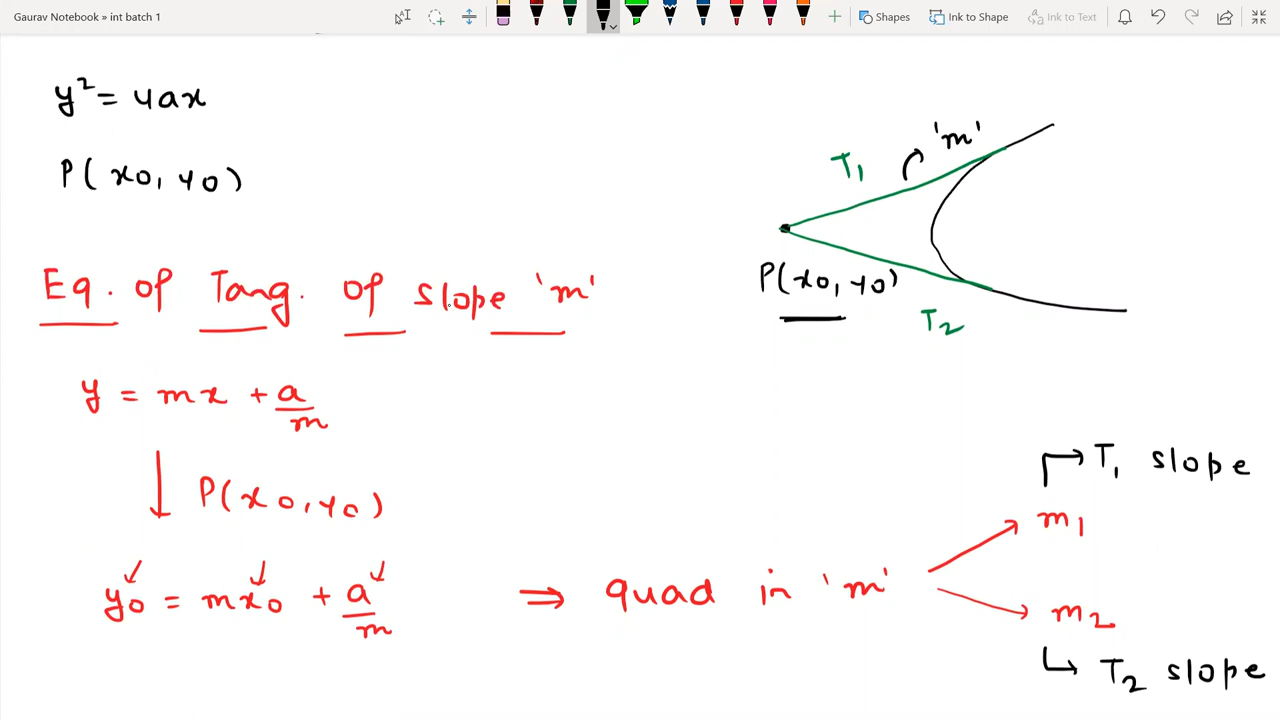 Gaurav Notebook » int batch 1
Shapes
Ink to Shape
Ink to Text
y² = 4ax
P(x0, y0)
T1
'm'
P(x0, y0)
T2
Eq. of Tang. of slope 'm'
y = mx + a/m
P(x0, y0)
y0 = mx0 + a/m ⇒ quad in 'm'
T1 slope
m1
m2
T2 slope